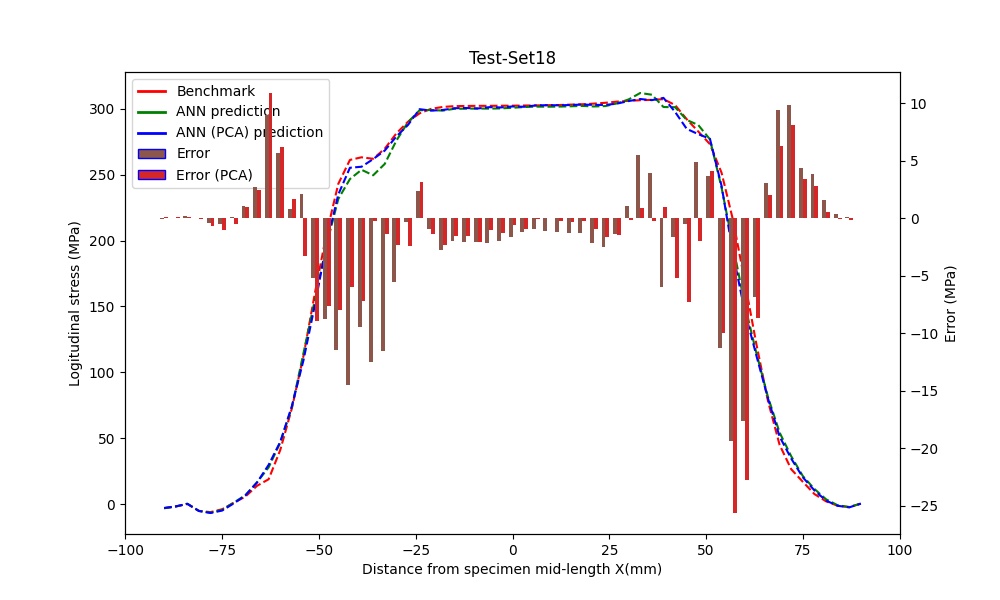 Test-Set18
Benchmark
ANN prediction
ANN (PCA) prediction
Error
Error (PCA)
300
250
200
150
100
50
0
Logitudinal stress (MPa)
10
5
0
−5
−10
−15
−20
−25
Error (MPa)
−100 −75 −50 −25 0 25 50 75 100
Distance from specimen mid-length X(mm)